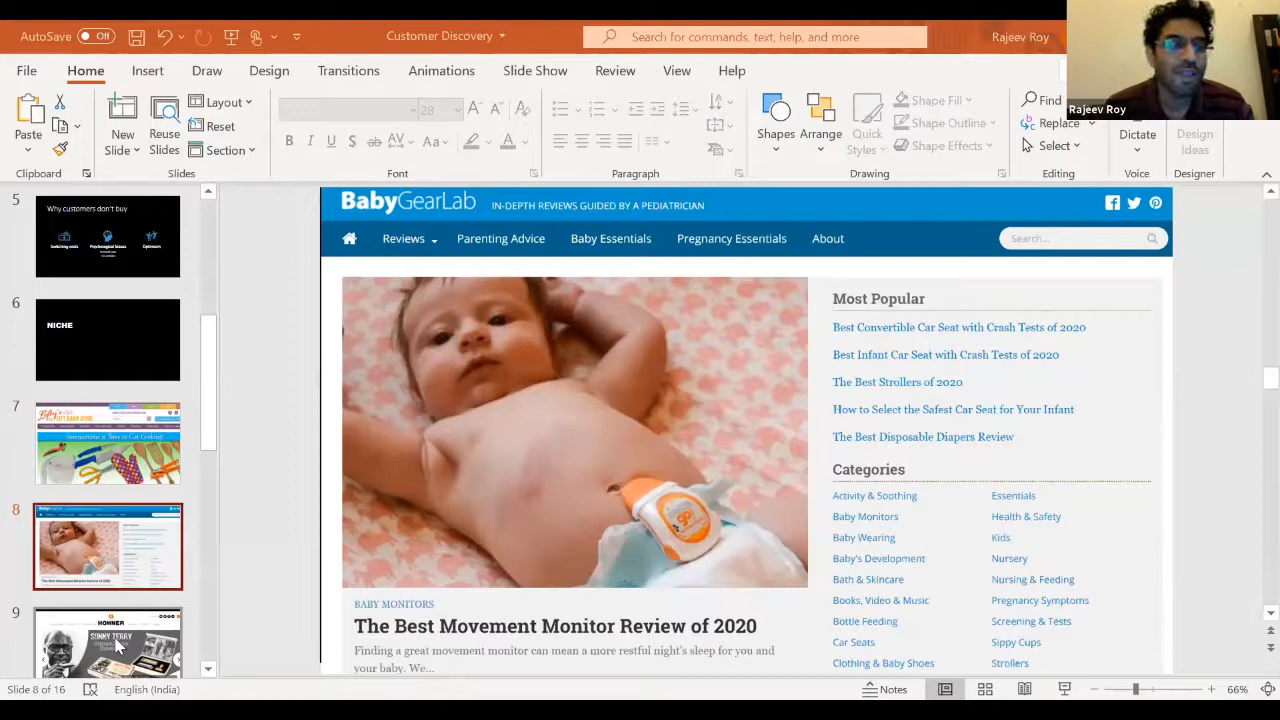 AutoSave Off
Customer Discovery
Search for commands, text, help, and more
Rajeev Roy
Rajeev Roy
File Home Insert Draw Design Transitions Animations Slide Show Review View Help
Paste
New Slide
Reuse Slides
Layout
Reset
Section
28
B I U S ab AV Aa A
Shapes
Arrange
Quick Styles
Shape Fill
Shape Outline
Shape Effects
Find
Replace
Select
Dictate
Design Ideas
Clipboard
Slides
Font
Paragraph
Drawing
Editing
Voice
Designer
5
Why customers don't buy
Switching costs
Psychological biases
Optimism
6
NICHE
7
8
9
HOHNER
SONNY TERRY
BabyGearLab IN-DEPTH REVIEWS GUIDED BY A PEDIATRICIAN
Reviews Parenting Advice Baby Essentials Pregnancy Essentials About
Search...
Most Popular
Best Convertible Car Seat with Crash Tests of 2020
Best Infant Car Seat with Crash Tests of 2020
The Best Strollers of 2020
How to Select the Safest Car Seat for Your Infant
The Best Disposable Diapers Review
Categories
Activity & Soothing Essentials
Baby Monitors Health & Safety
Baby Wearing Kids
Baby's Development Nursery
Bath & Skincare Nursing & Feeding
Books, Video & Music Pregnancy Symptoms
Bottle Feeding Screening & Tests
Car Seats Sippy Cups
Clothing & Baby Shoes Strollers
BABY MONITORS
The Best Movement Monitor Review of 2020
Finding a great movement monitor can mean a more restful night's sleep for you and
your baby. We...
Slide 8 of 16
English (India)
Notes
66%